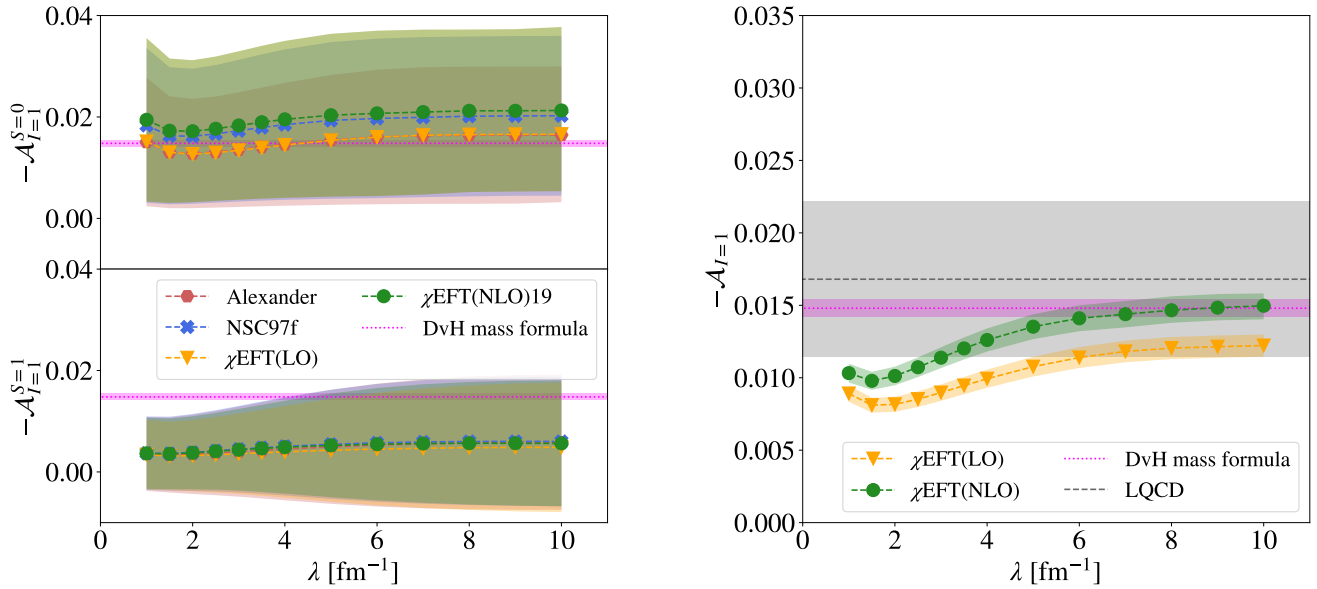 0.04
0.02
0.00
−𝒜_{I=1}^{S=0}
0.04
0.02
0.00
−𝒜_{I=1}^{S=1}
Alexander
NSC97f
χEFT(LO)
χEFT(NLO)19
DvH mass formula
0 2 4 6 8 10
λ [fm⁻¹]
0.035
0.030
0.025
0.020
0.015
0.010
0.005
0.000
−𝒜_{I=1}
χEFT(LO)
χEFT(NLO)
DvH mass formula
LQCD
0 2 4 6 8 10
λ [fm⁻¹]